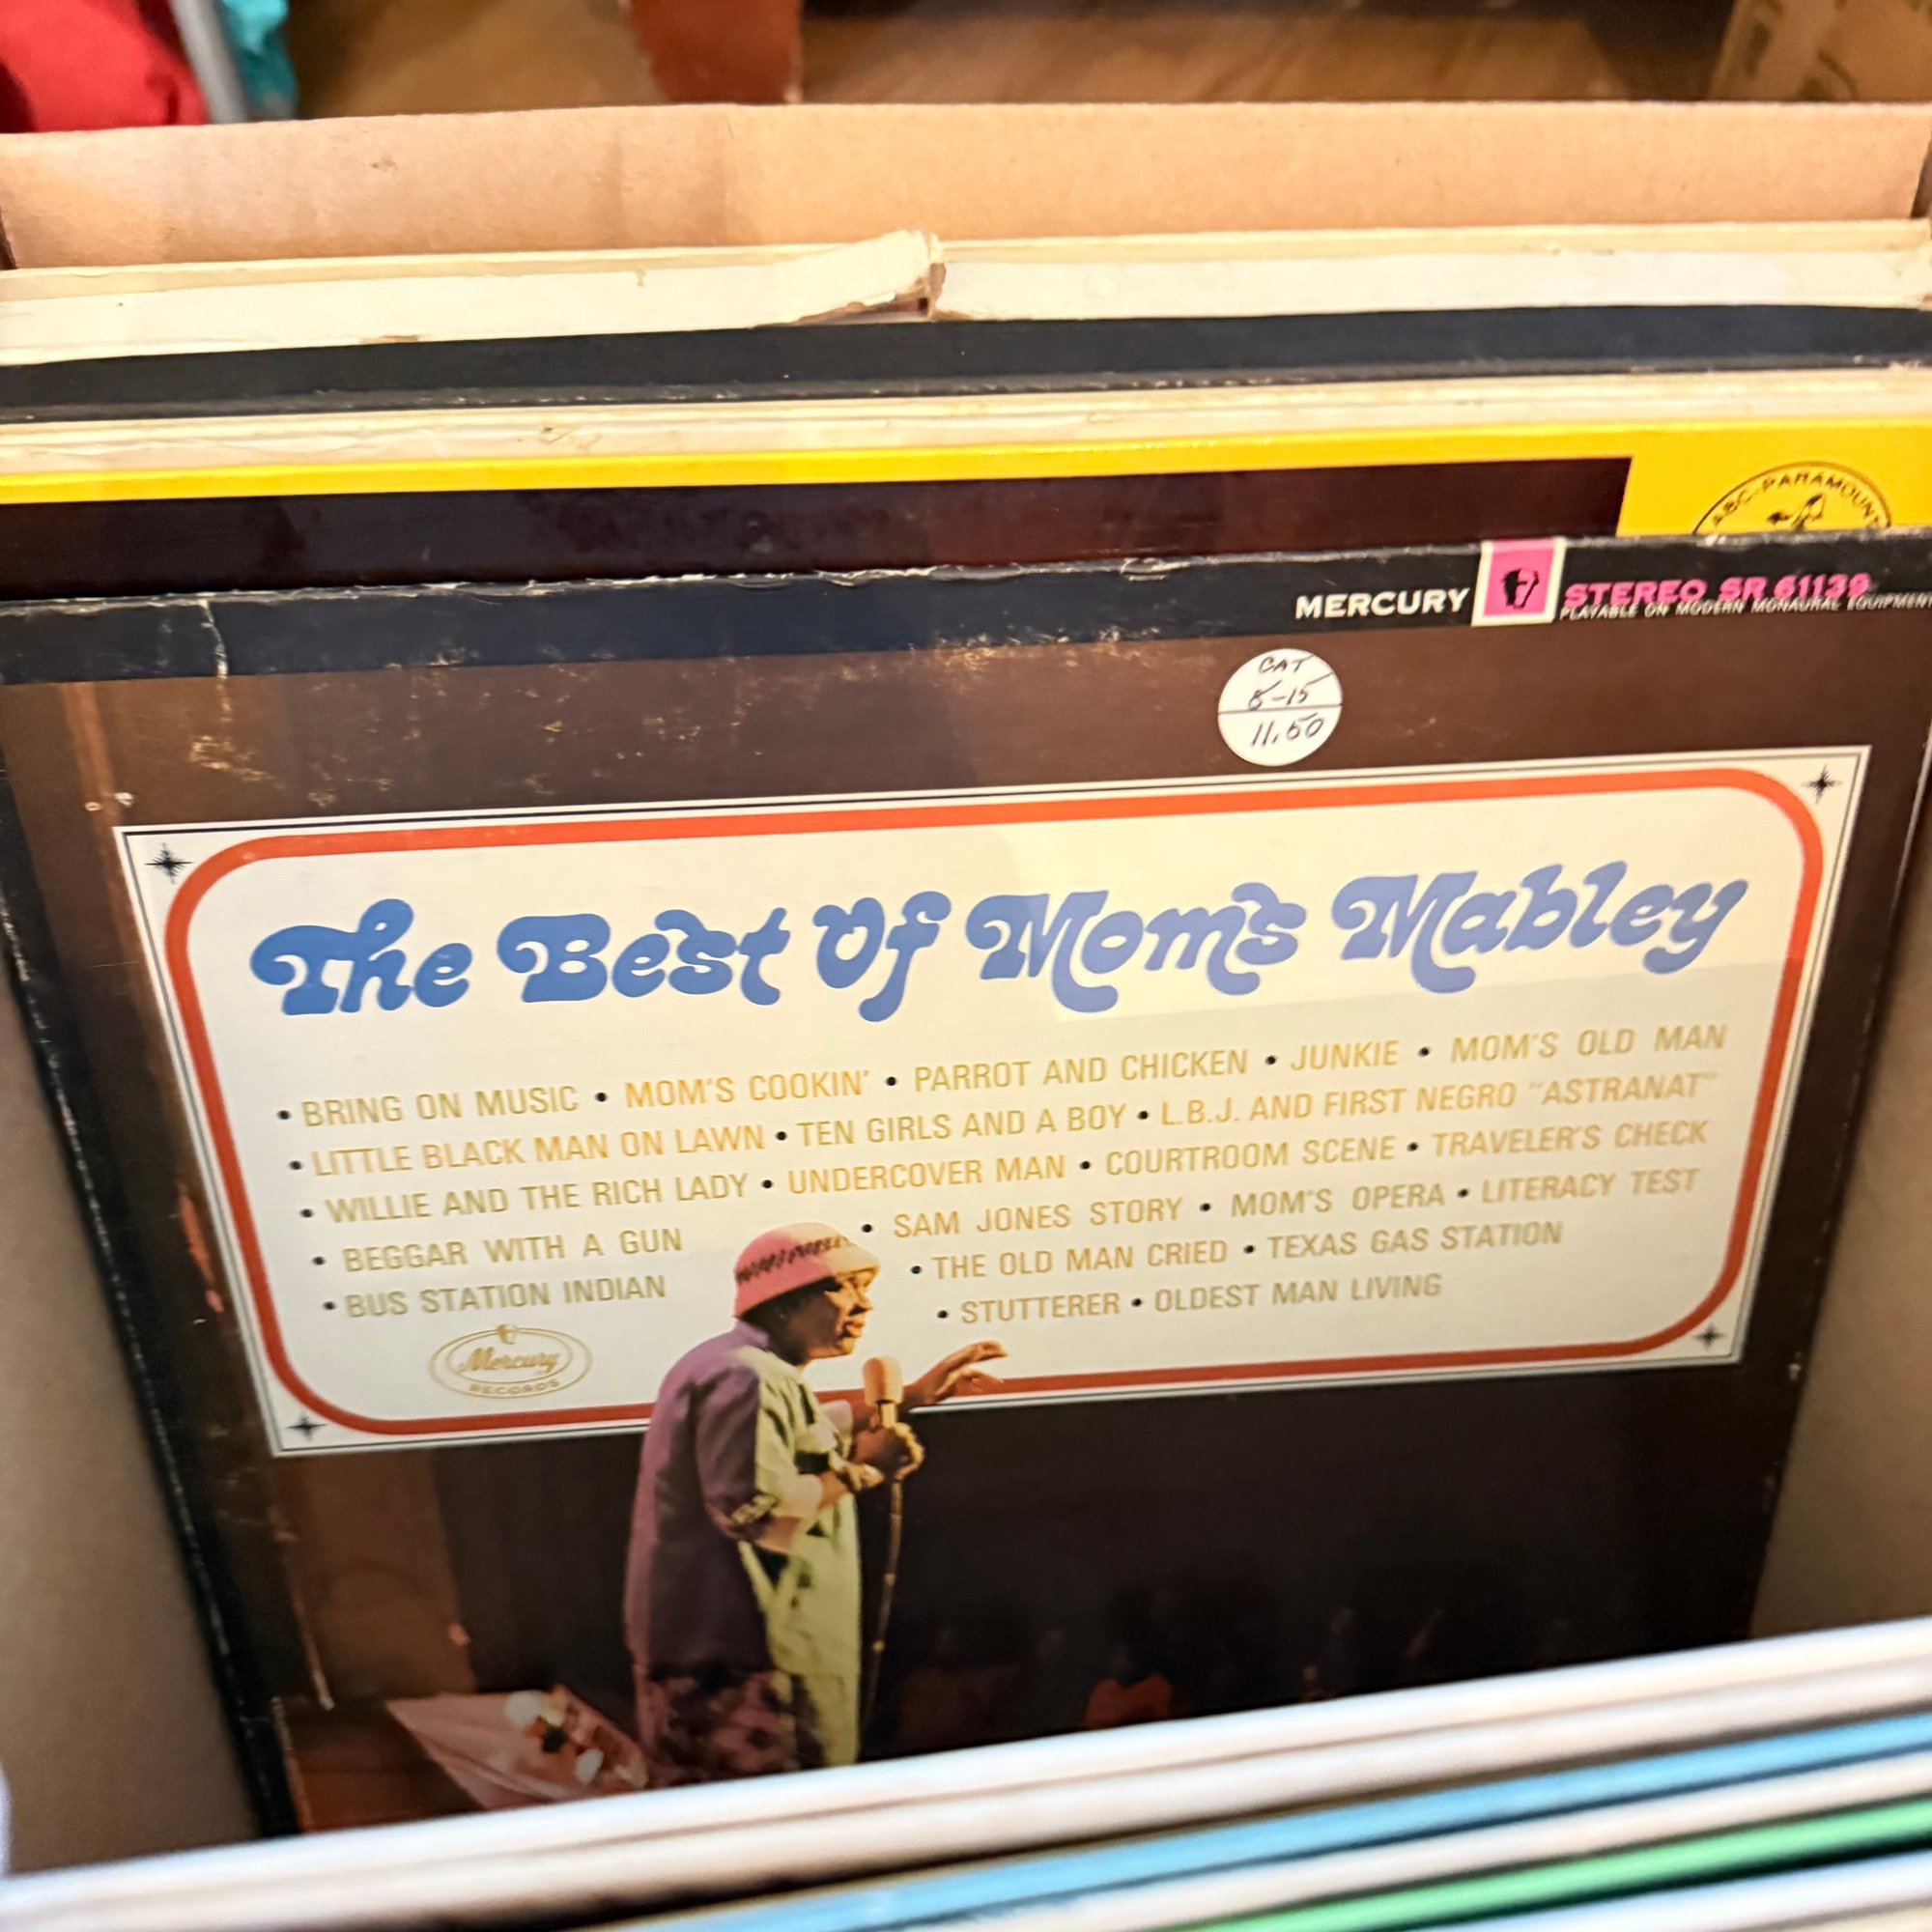 ABC-PARAMOUNT
MERCURY STEREO SR 61139
PLAYABLE ON MODERN MONAURAL EQUIPMENT
CAT
8-15
11.50
The Best Of Moms Mabley
• BRING ON MUSIC • MOM'S COOKIN' • PARROT AND CHICKEN • JUNKIE • MOM'S OLD MAN
• LITTLE BLACK MAN ON LAWN • TEN GIRLS AND A BOY • L.B.J. AND FIRST NEGRO "ASTRANAT"
• WILLIE AND THE RICH LADY • UNDERCOVER MAN • COURTROOM SCENE • TRAVELER'S CHECK
• BEGGAR WITH A GUN • SAM JONES STORY • MOM'S OPERA • LITERACY TEST
• BUS STATION INDIAN • THE OLD MAN CRIED • TEXAS GAS STATION
• STUTTERER • OLDEST MAN LIVING
Mercury
RECORDS